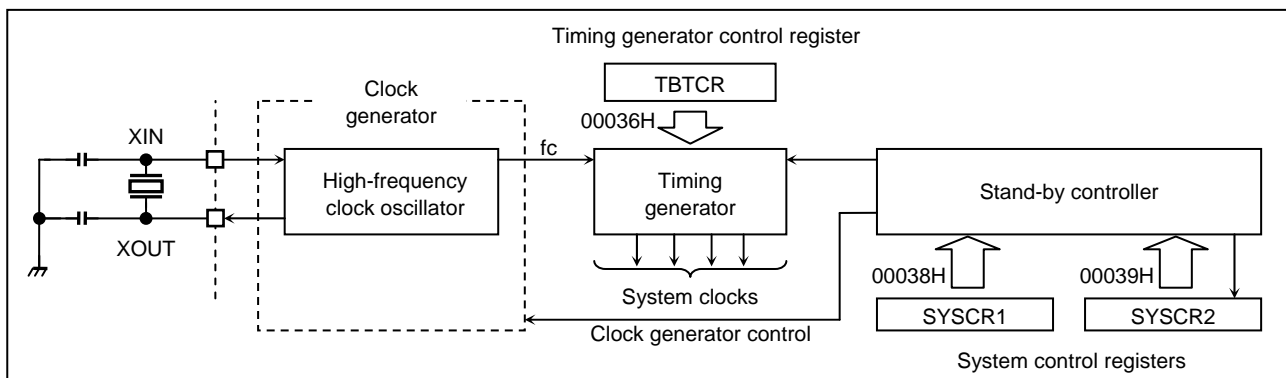 Timing generator control register
TBTCR
00036H
Clock
generator
XIN
XOUT
High-frequency
clock oscillator
fc
Timing
generator
Stand-by controller
System clocks
Clock generator control
00038H
00039H
SYSCR1
SYSCR2
System control registers